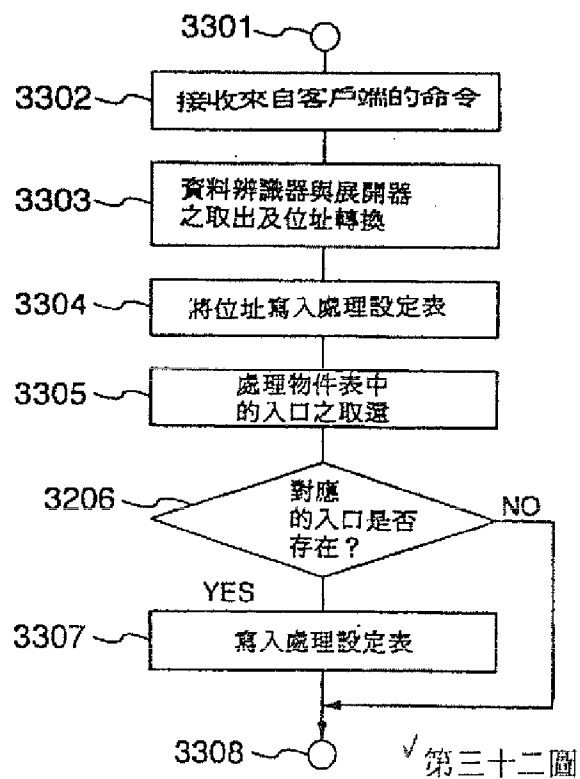 3301
3302
接收來自客戶端的命令
3303
資料辨識器與展開器
之取出及位址轉換
3304
將位址寫入處理設定表
3305
處理物件表中
的入口之取還
3206
對應
的入口是否
存在？
NO
YES
3307
寫入處理設定表
3308
第三十二圖